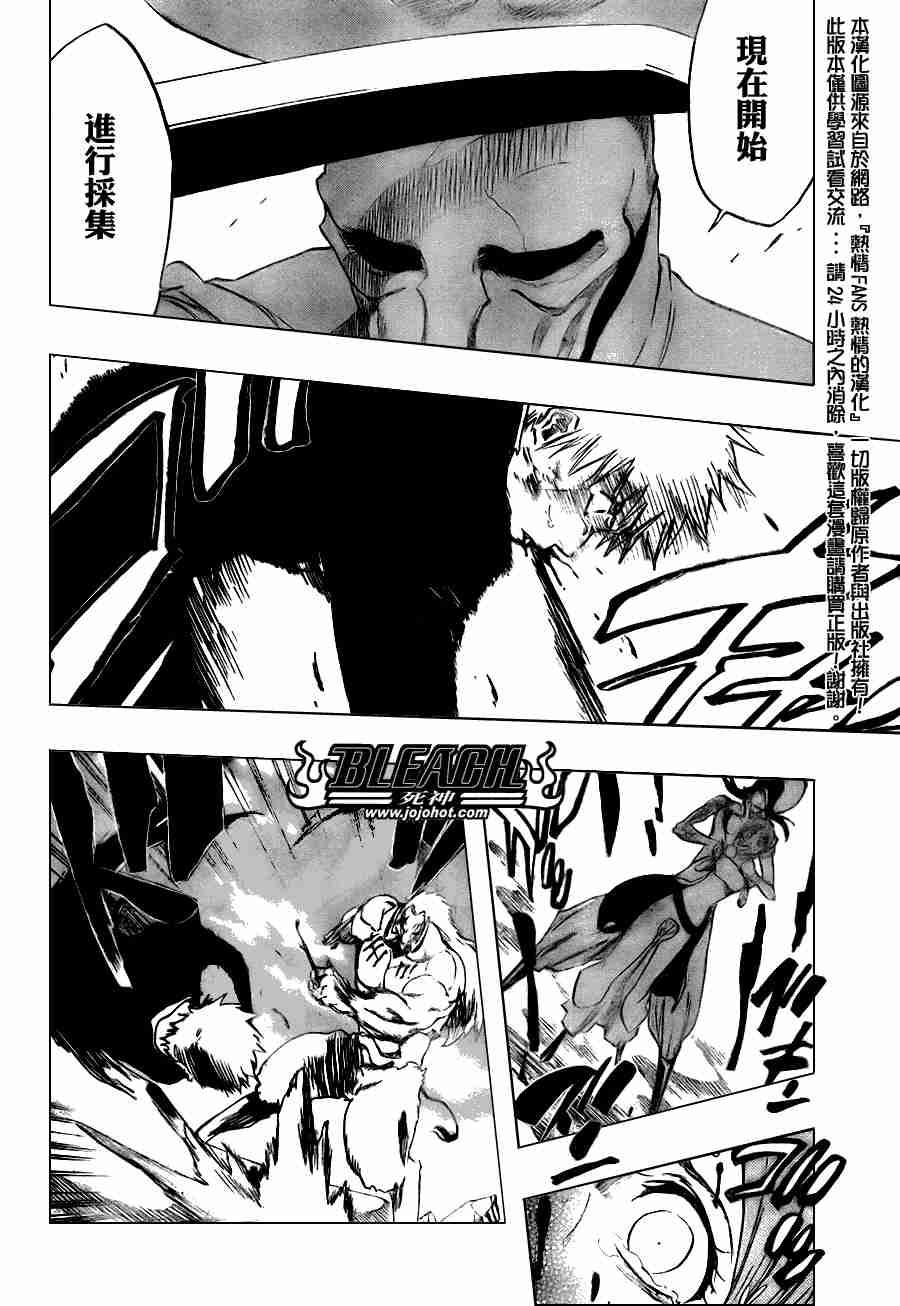 現在開始
進行採集
本漢化圖源來自於網路,『熱情FANS熱情的漢化』一切版權歸原作者與出版社擁有!
此版本僅供學習試看交流… 請24小時之內消除,喜歡這套漫畫請購買正版!謝謝。
BLEACH
死神
www.jojohot.com